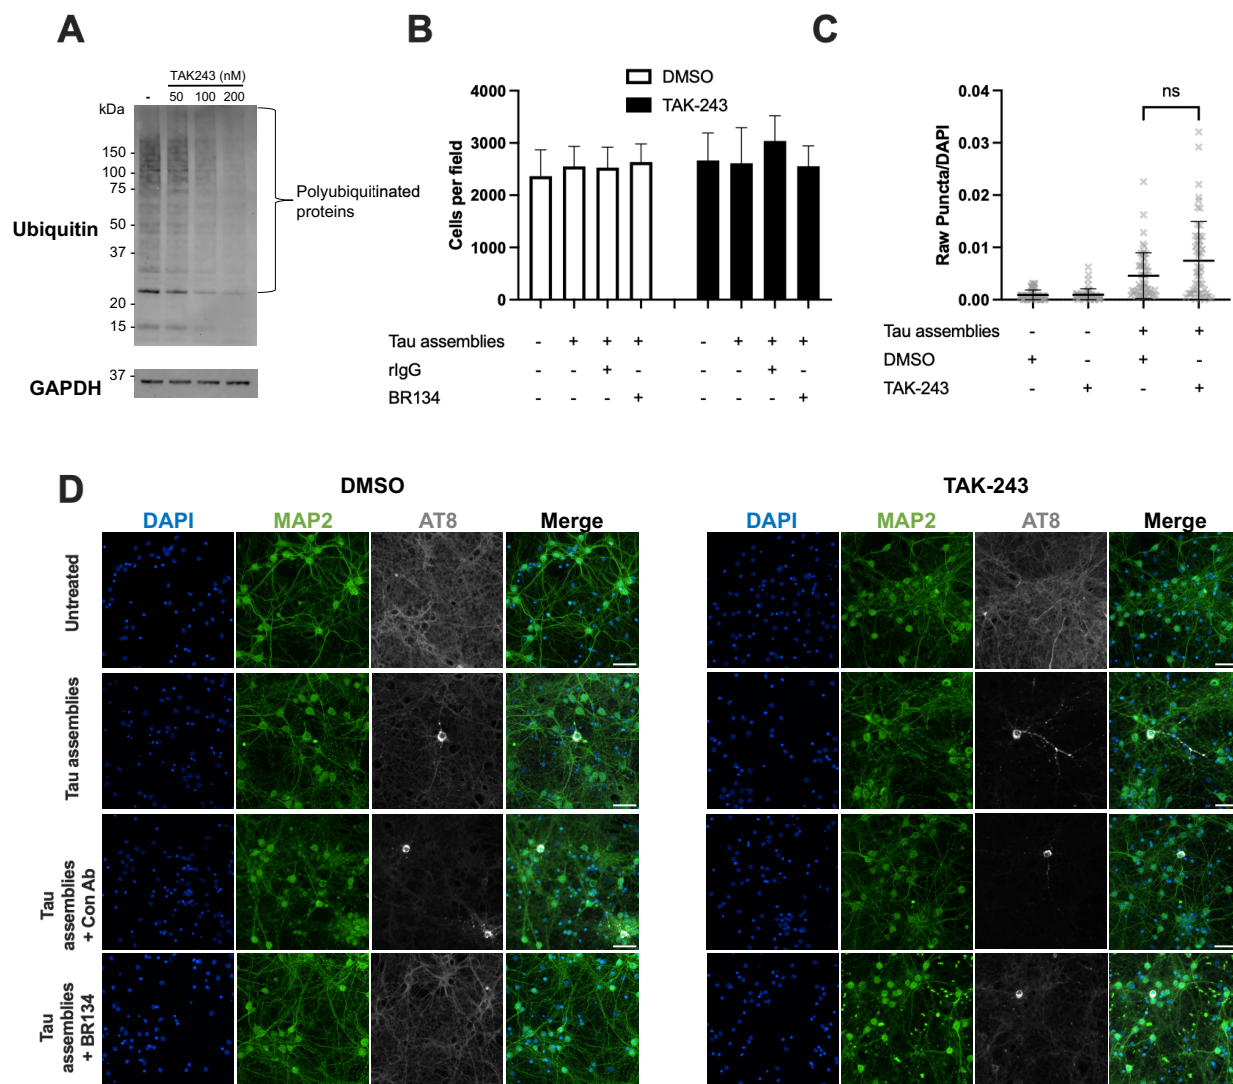 A
TAK243 (nM)
- 50 100 200
kDa
150
100
75
50
37
20
15
Ubiquitin
Polyubiquitinated
proteins
37
GAPDH
B
DMSO
TAK-243
Cells per field
4000
3000
2000
1000
0
Tau assemblies - + + + - + + +
rIgG - - + - - - + -
BR134 - - - + - - - +
C
ns
Raw Puncta/DAPI
0.04
0.03
0.02
0.01
0.00
Tau assemblies - - + +
DMSO + - + -
TAK-243 - + - +
D
DMSO
DAPI MAP2 AT8 Merge
TAK-243
DAPI MAP2 AT8 Merge
Untreated
Tau assemblies
Tau
assemblies
+ Con Ab
Tau
assemblies
+ BR134